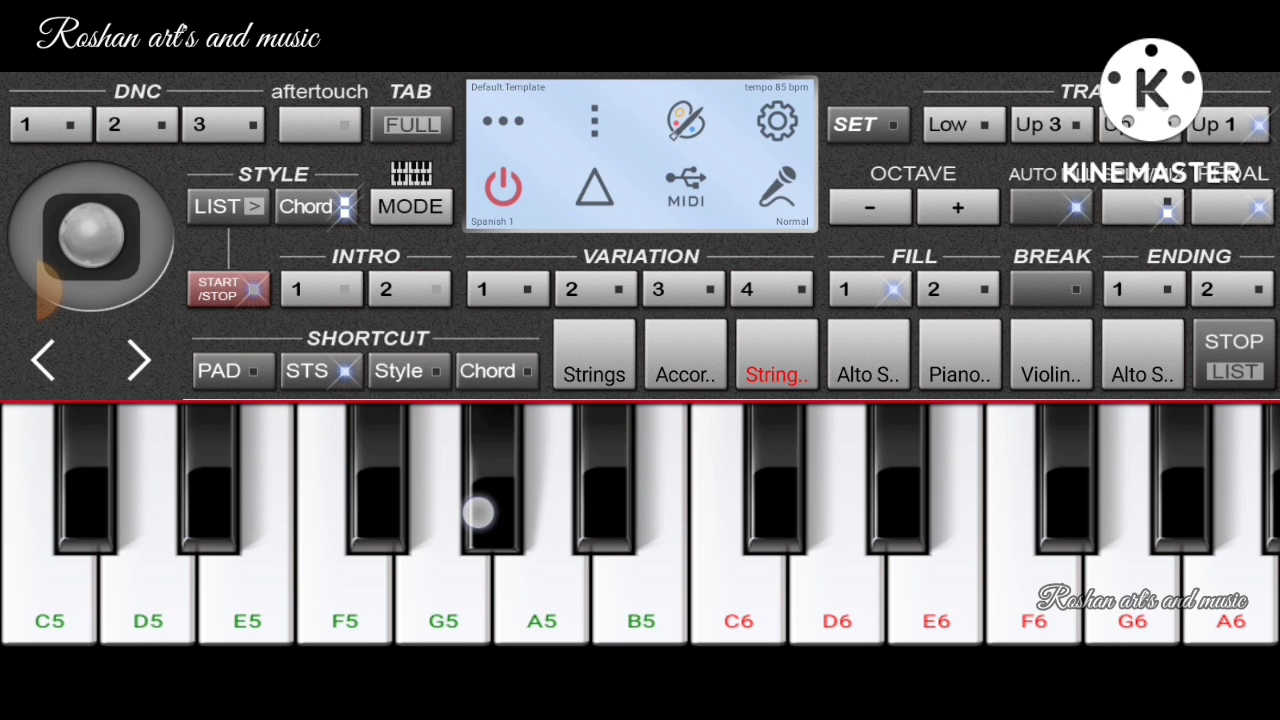 Roshan art's and music
DNC
aftertouch
TAB
1
2
3
FULL
Default.Template
tempo 85 bpm
MIDI
Spanish 1
Normal
SET
Low
Up 3
Up 1
K
KINEMASTER
STYLE
LIST >
Chord
MODE
OCTAVE
-
+
AUTO
START
/STOP
INTRO
1
2
VARIATION
1
2
3
4
FILL
1
2
BREAK
ENDING
1
2
SHORTCUT
PAD
STS
Style
Chord
Strings
Accor..
String..
Alto S..
Piano..
Violin..
Alto S..
STOP
LIST
Roshan art's and music
C5
D5
E5
F5
G5
A5
B5
C6
D6
E6
F6
G6
A6